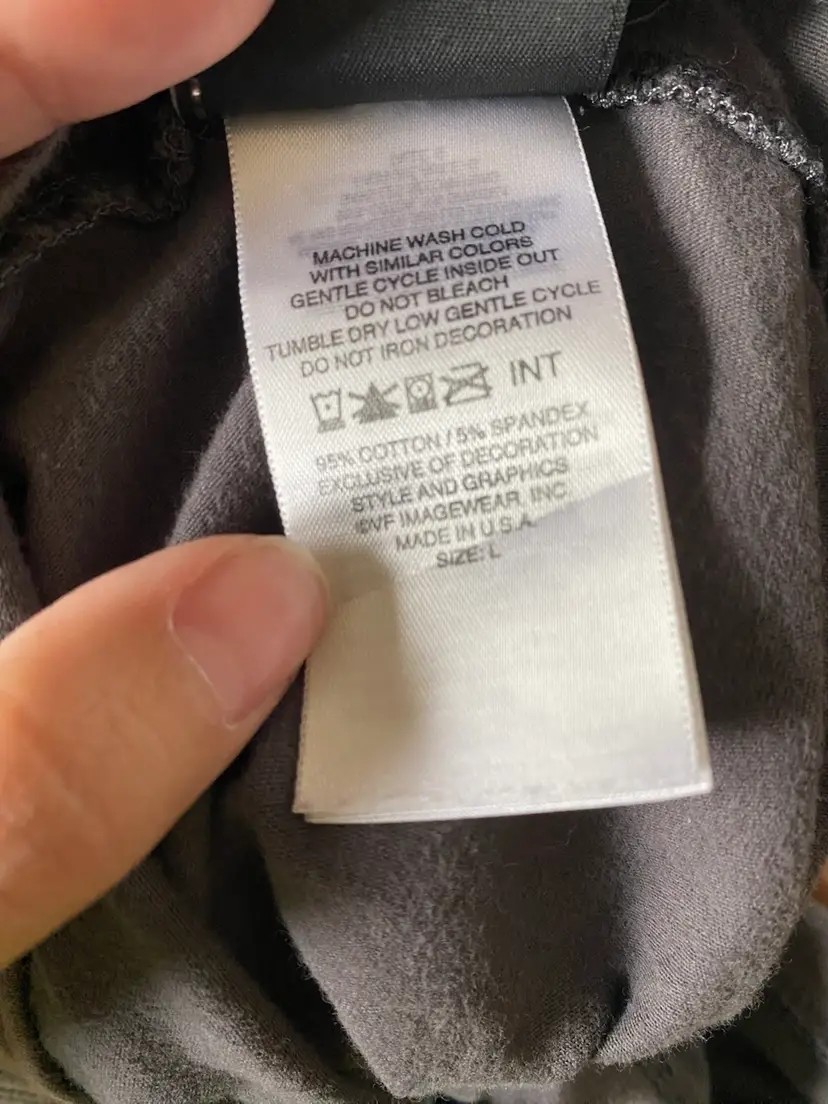 MACHINE WASH COLD
WITH SIMILAR COLORS
GENTLE CYCLE INSIDE OUT
DO NOT BLEACH
TUMBLE DRY LOW GENTLE CYCLE
DO NOT IRON DECORATION
INT
95% COTTON / 5% SPANDEX
EXCLUSIVE OF DECORATION
STYLE AND GRAPHICS
©VF IMAGEWEAR, INC.
MADE IN U.S.A.
SIZE: L